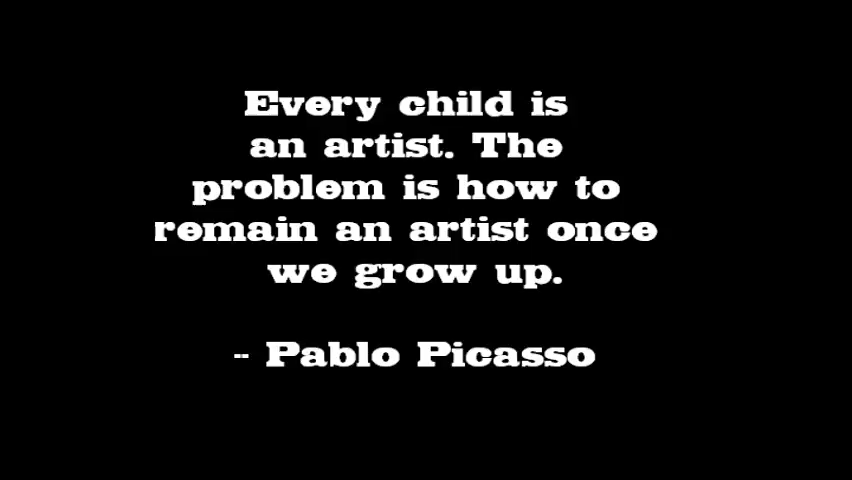 Every child is
an artist. The
problem is how to
remain an artist once
we grow up.
-- Pablo Picasso